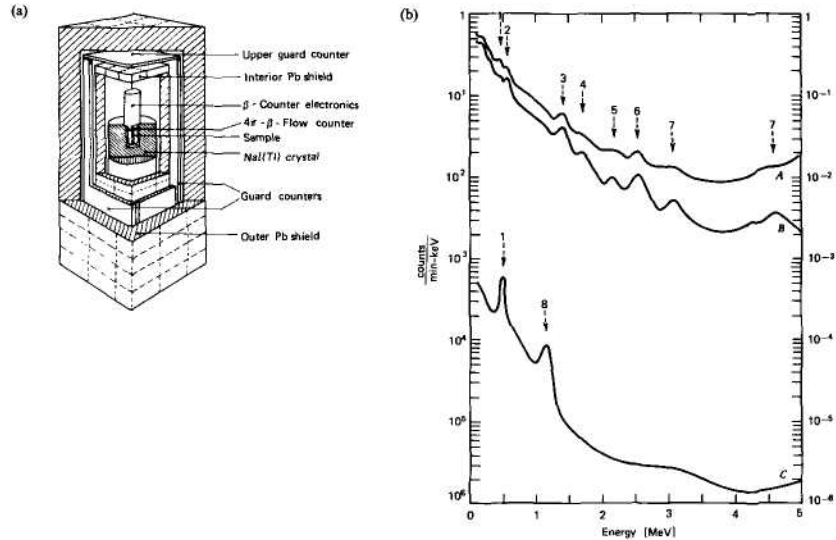 (a)
Upper guard counter
Interior Pb shield
β - Counter electronics
4π - β - Flow counter
Sample
NaI(Tl) crystal
Guard counters
Outer Pb shield
(b)
1
2
3
4
5
6
7
7
A
B
1
8
C
1
10¹
10²
10³
10⁴
10⁵
10⁶
counts
min-keV
1
10⁻¹
10⁻²
10⁻³
10⁻⁴
10⁻⁵
10⁻⁶
0 1 2 3 4 5
Energy [MeV]